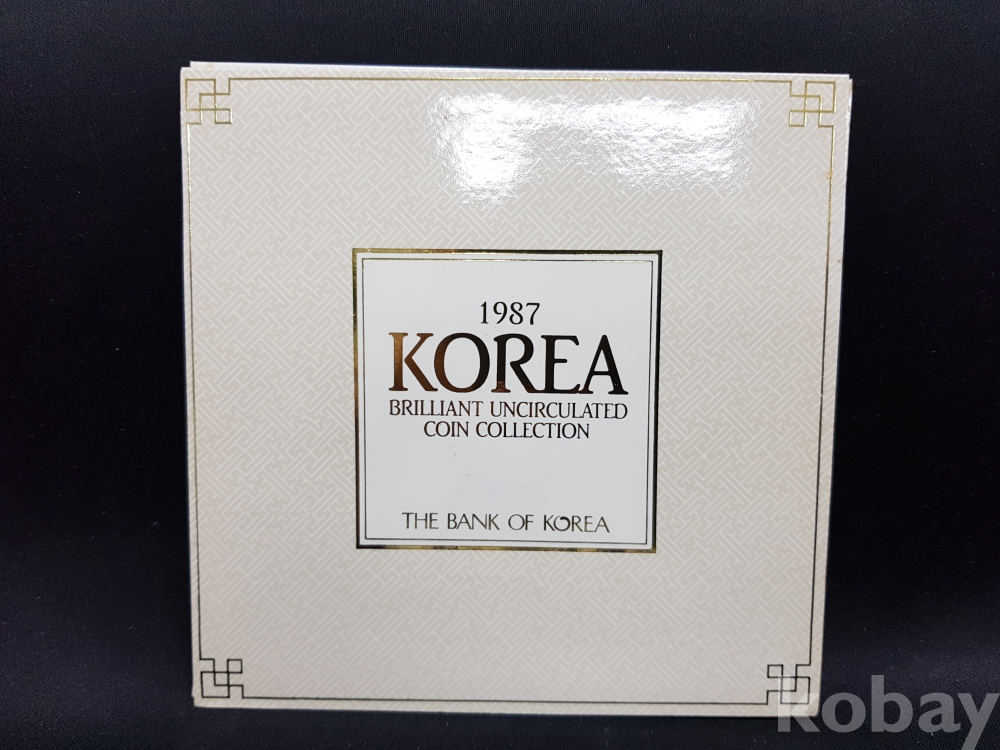 1987
KOREA
BRILLIANT UNCIRCULATED
COIN COLLECTION
THE BANK OF KOREA
kobay